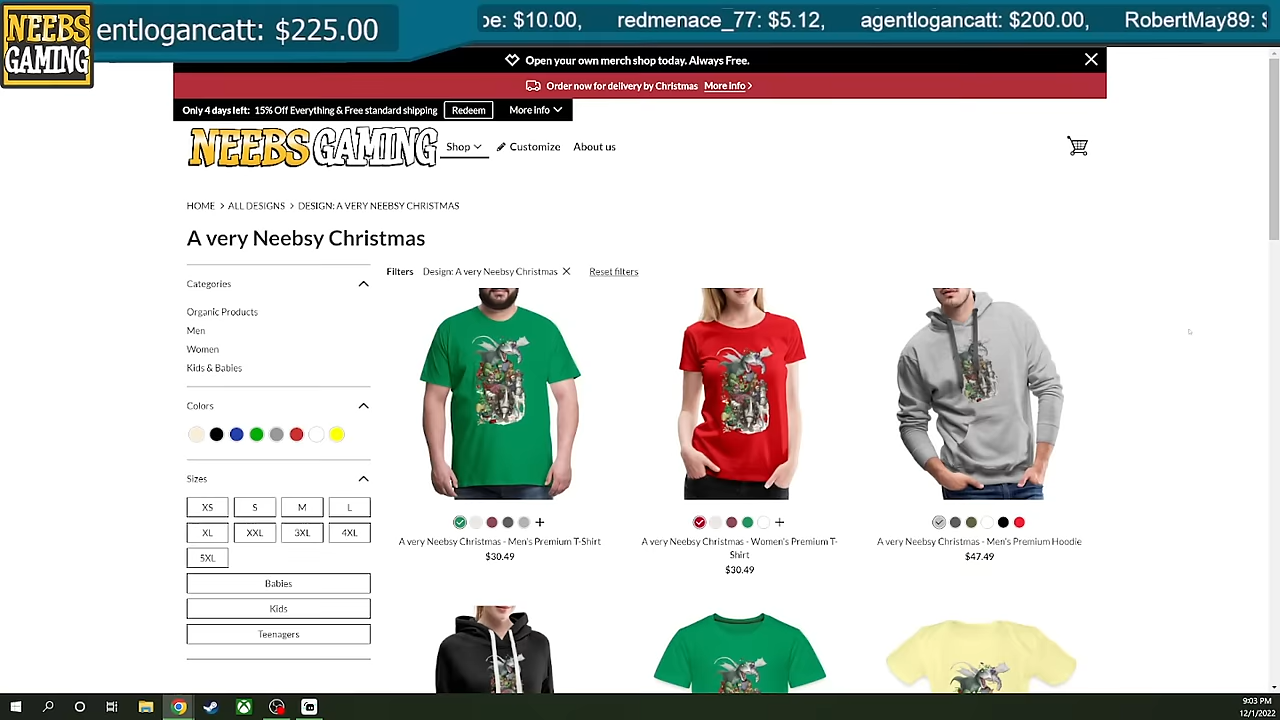 NEEBS
GAMING
entlogancatt: $225.00
be: $10.00, redmenace_77: $5.12, agentlogancatt: $200.00, RobertMay89: $
Open your own merch shop today. Always Free.
Order now for delivery by Christmas More info
Only 4 days left: 15% Off Everything & Free standard shipping Redeem More info
NEEBS GAMING Shop Customize About us
HOME > ALL DESIGNS > DESIGN: A VERY NEEBSY CHRISTMAS
A very Neebsy Christmas
Filters Design: A very Neebsy Christmas Reset filters
Categories
Organic Products
Men
Women
Kids & Babies
Colors
Sizes
XS S M L
XL XXL 3XL 4XL
5XL
Babies
Kids
Teenagers
A very Neebsy Christmas - Men's Premium T-Shirt
$30.49
A very Neebsy Christmas - Women's Premium T-
Shirt
$30.49
A very Neebsy Christmas - Men's Premium Hoodie
$47.49
9:03 PM
12/1/2022